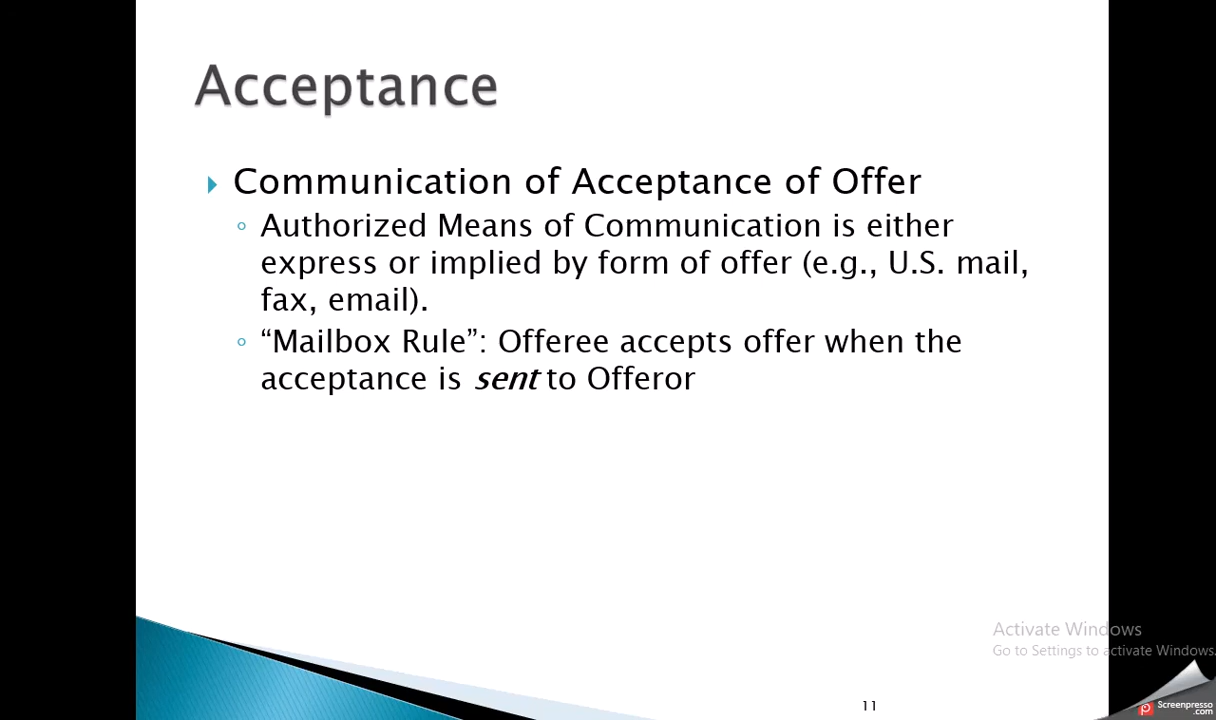 Acceptance
Communication of Acceptance of Offer
Authorized Means of Communication is either
express or implied by form of offer (e.g., U.S. mail,
fax, email).
“Mailbox Rule”: Offeree accepts offer when the
acceptance is sent to Offeror
Activate Windows
Go to Settings to activate Windows.
11
Screenpresso
.com